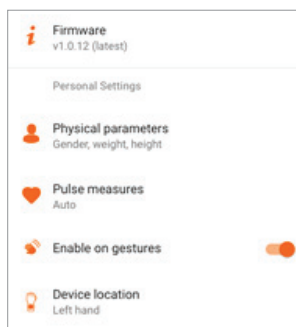 Firmware
v1.0.12 (latest)
Personal Settings
Physical parameters
Gender, weight, height
Pulse measures
Auto
Enable on gestures
Device location
Left hand